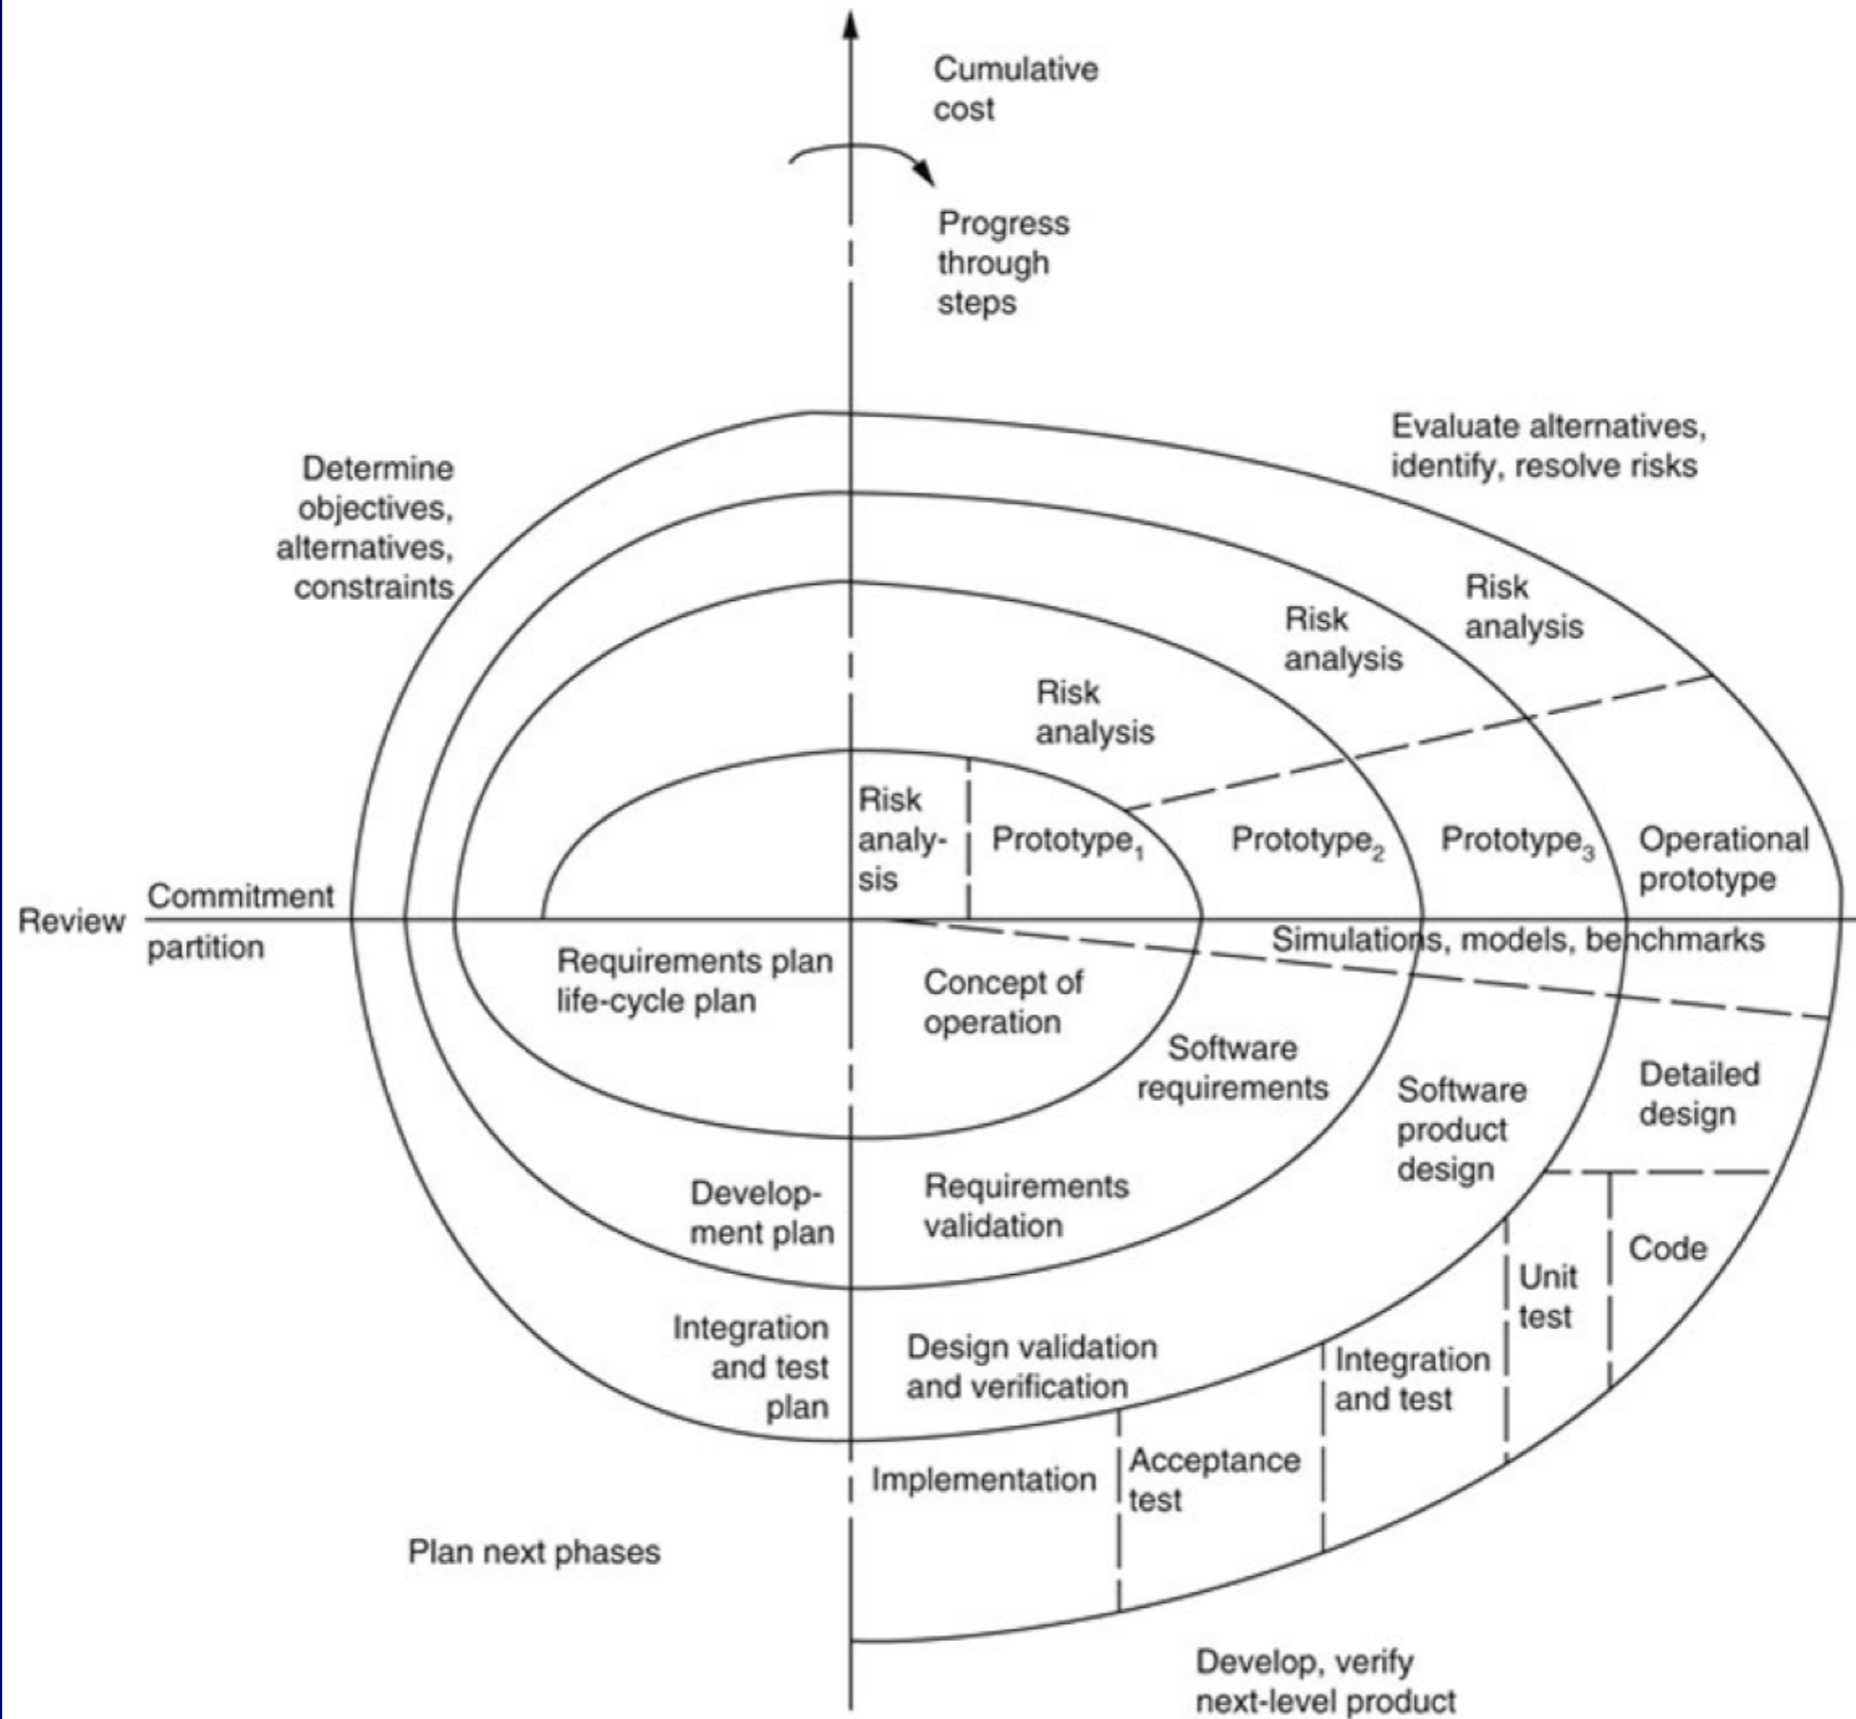 Cumulative
cost
Progress
through
steps
Determine
objectives,
alternatives,
constraints
Evaluate alternatives,
identify, resolve risks
Risk
analysis
Risk
analysis
Risk
analysis
Risk
analy-
sis
Prototype₁
Prototype₂
Prototype₃
Operational
prototype
Review
Commitment
partition
Simulations, models, benchmarks
Requirements plan
life-cycle plan
Concept of
operation
Software
requirements
Software
product
design
Detailed
design
Develop-
ment plan
Requirements
validation
Code
Unit
test
Integration
and test
plan
Design validation
and verification
Integration
and test
Acceptance
test
Implementation
Plan next phases
Develop, verify
next-level product